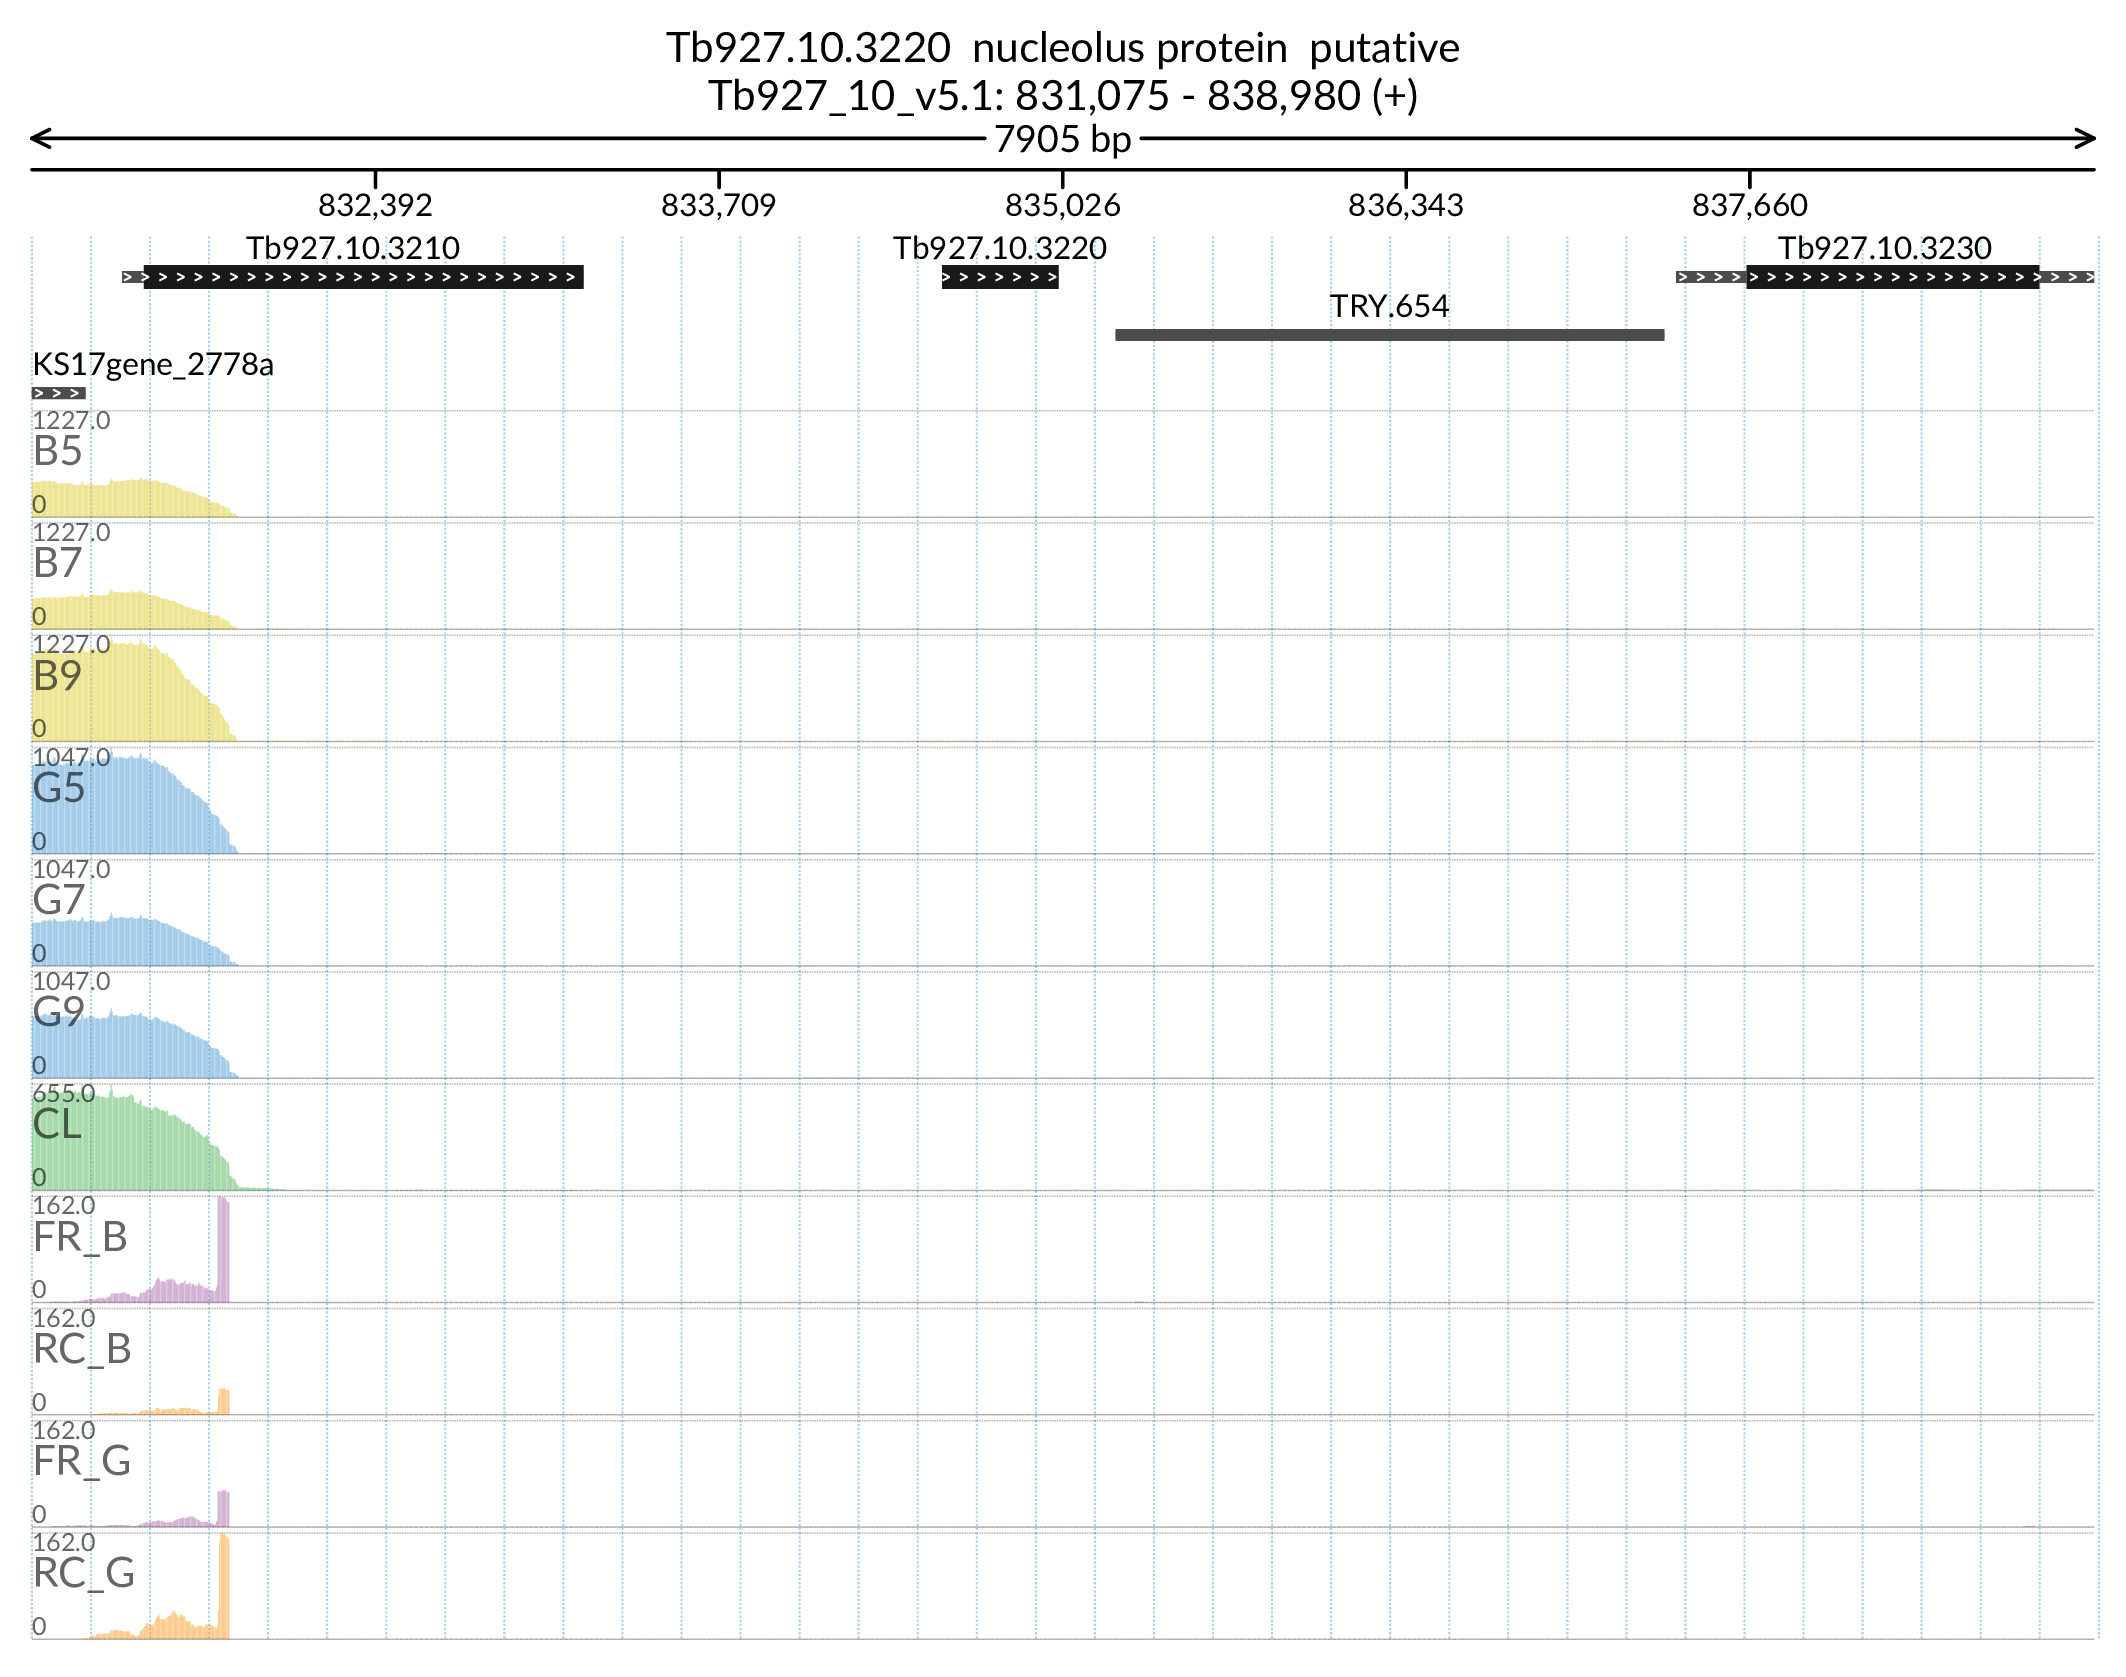 Tb927.10.3220  nucleolus protein  putative
Tb927_10_v5.1: 831,075 - 838,980 (+)
7905 bp
832,392 833,709 835,026 836,343 837,660
Tb927.10.3210 Tb927.10.3220 Tb927.10.3230
TRY.654
KS17gene_2778a
1227.0
B5
0
1227.0
B7
0
1227.0
B9
0
1047.0
G5
0
1047.0
G7
0
1047.0
G9
0
655.0
CL
0
162.0
FR_B
0
162.0
RC_B
0
162.0
FR_G
0
162.0
RC_G
0